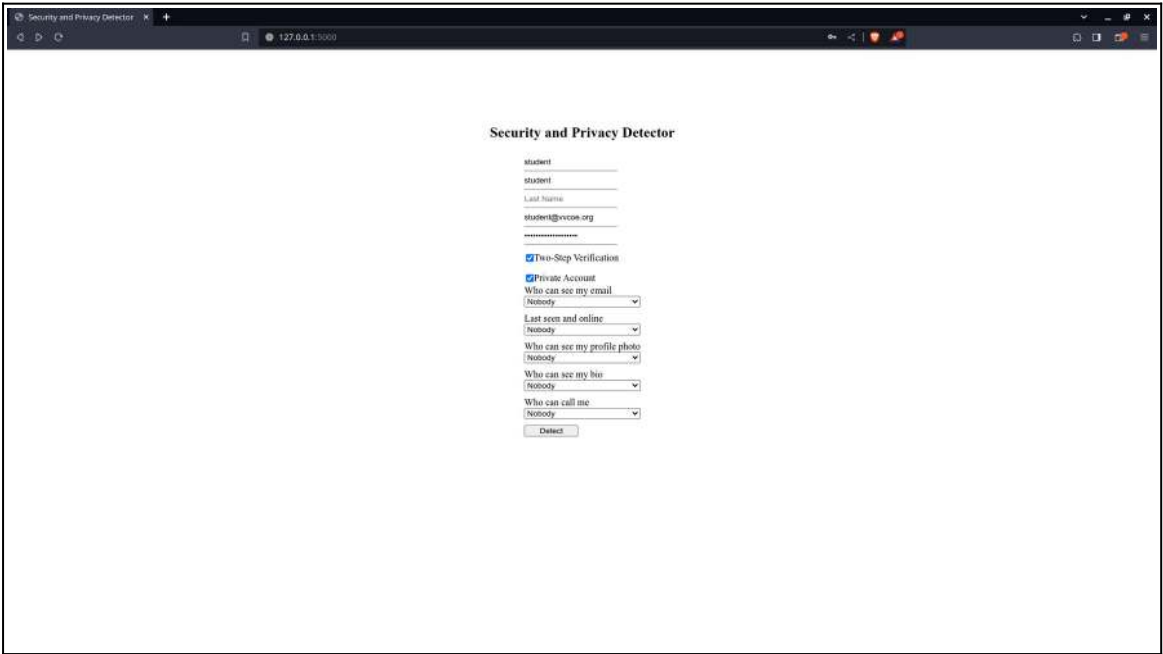 Security and Privacy Detector
127.0.0.1:5000
Security and Privacy Detector
student
student
Last Name
student@vvcoe.org
Two-Step Verification
Private Account
Who can see my email
Nobody
Last seen and online
Nobody
Who can see my profile photo
Nobody
Who can see my bio
Nobody
Who can call me
Nobody
Detect